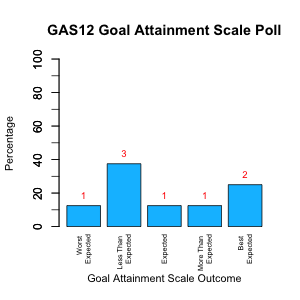 GAS12 Goal Attainment Scale Poll
100
80
60
40
20
0
Percentage
1
3
1
1
2
Worst
Expected
Less Than
Expected
Expected
More Than
Expected
Best
Expected
Goal Attainment Scale Outcome